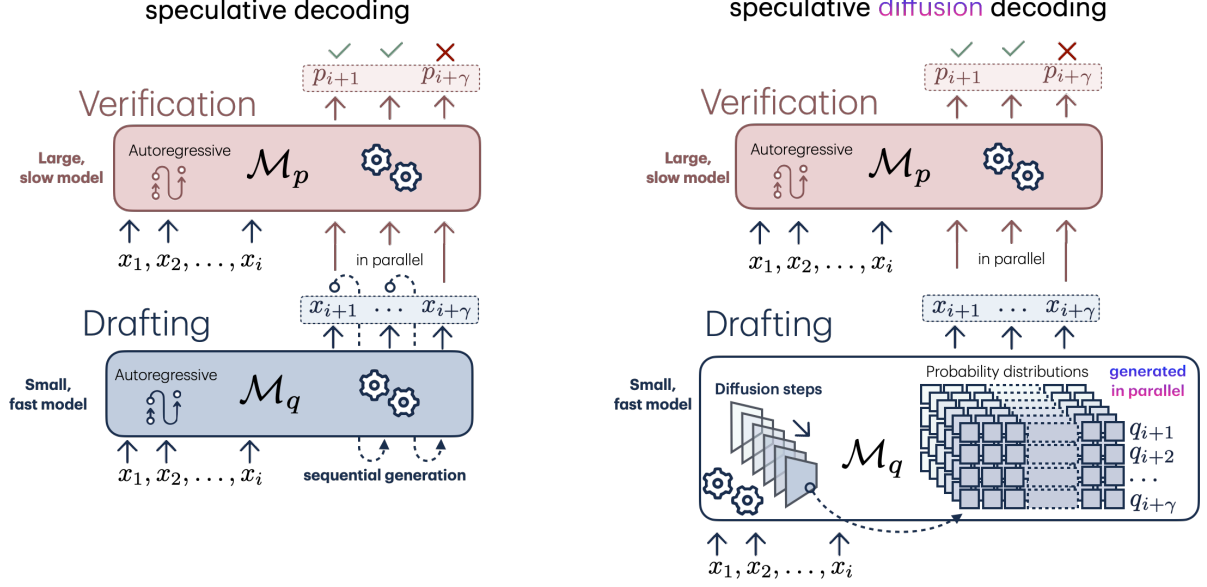 speculative decoding
p_{i+1} p_{i+γ}
Verification
Large,
slow model
Autoregressive
ℳ_p
x_1, x_2, ..., x_i
in parallel
x_{i+1} ... x_{i+γ}
Drafting
Small,
fast model
Autoregressive
ℳ_q
x_1, x_2, ..., x_i
sequential generation
speculative diffusion decoding
p_{i+1} p_{i+γ}
Verification
Large,
slow model
Autoregressive
ℳ_p
x_1, x_2, ..., x_i
in parallel
x_{i+1} ... x_{i+γ}
Drafting
Small,
fast model
Diffusion steps
ℳ_q
Probability distributions
generated
in parallel
q_{i+1}
q_{i+2}
...
q_{i+γ}
x_1, x_2, ..., x_i